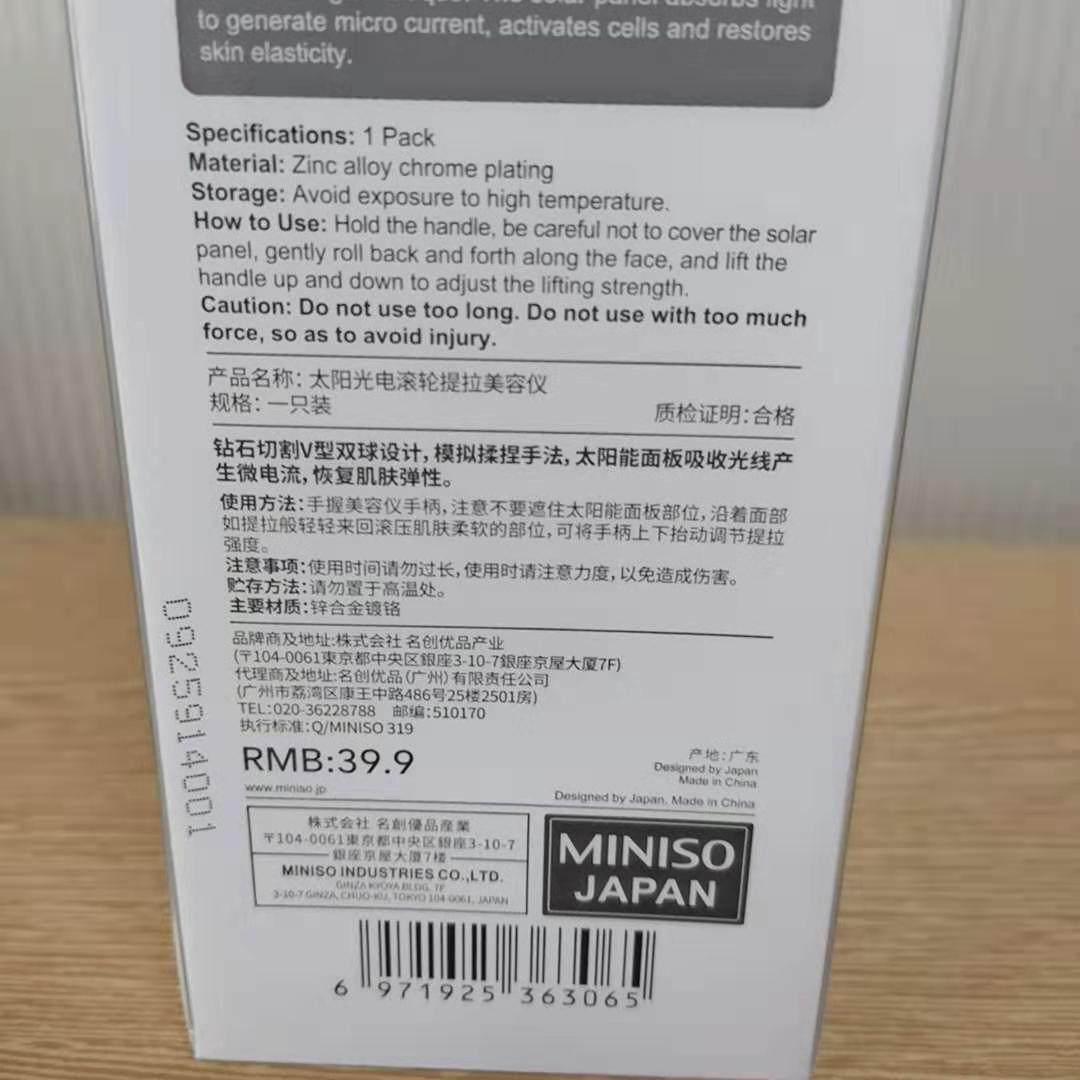 to generate micro current, activates cells and restores
skin elasticity.
Specifications: 1 Pack
Material: Zinc alloy chrome plating
Storage: Avoid exposure to high temperature.
How to Use: Hold the handle, be careful not to cover the solar
panel, gently roll back and forth along the face, and lift the
handle up and down to adjust the lifting strength.
Caution: Do not use too long. Do not use with too much
force, so as to avoid injury.
产品名称：太阳光电滚轮提拉美容仪
规格：一只装
质检证明：合格
钻石切割V型双球设计，模拟揉捏手法，太阳能面板吸收光线产
生微电流，恢复肌肤弹性。
使用方法：手握美容仪手柄，注意不要遮住太阳能面板部位，沿着面部
如提拉般轻轻来回滚压肌肤柔软的部位，可将手柄上下抬动调节提拉
强度。
注意事项：使用时间请勿过长，使用时请注意力度，以免造成伤害。
贮存方法：请勿置于高温处。
主要材质：锌合金镀铬
品牌商及地址：株式会社 名创优品产业
(〒104-0061東京都中央区銀座3-10-7銀座京屋大厦7F)
代理商及地址：名创优品（广州）有限责任公司
(广州市荔湾区康王中路486号25楼2501房)
TEL:020-36228788 邮编:510170
执行标准：Q/MINISO 319
RMB:39.9
产地：广东
Designed by Japan
Made in China
www.miniso.jp
Designed by Japan. Made in China
株式会社 名創優品産業
〒104-0061東京都中央区銀座3-10-7
銀座京屋大厦7楼
MINISO INDUSTRIES CO.,LTD.
GINZA KYOYA BLDG. 7F
3-10-7 GINZA, CHUO-KU, TOKYO 104-0061, JAPAN
MINISO
JAPAN
6 971925 363065
0925914001